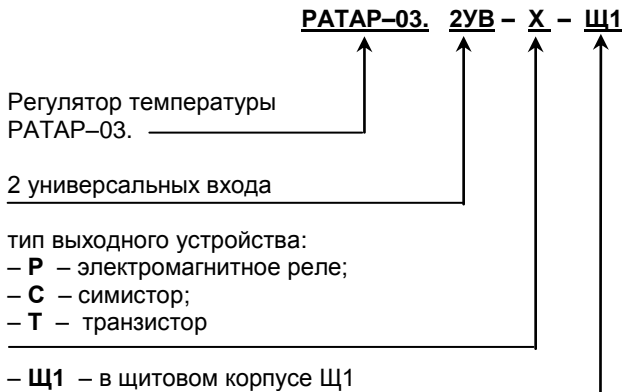 РАТАР–03. 2УВ – Х – Щ1
Регулятор температуры
РАТАР–03.
2 универсальных входа
тип выходного устройства:
– Р – электромагнитное реле;
– С – симистор;
– Т – транзистор
– Щ1 – в щитовом корпусе Щ1